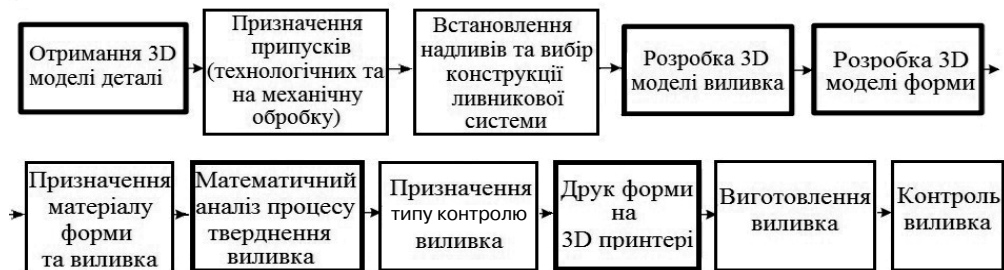 Отримання 3D
моделі деталі
Призначення
припусків
(технологічних та
на механічну
обробку)
Встановлення
надливів та вибір
конструкції
ливникової
системи
Розробка 3D
моделі виливка
Розробка 3D
моделі форми
Призначення
матеріалу
форми
та виливка
Математичний
аналіз процесу
тверднення
виливка
Призначення
типу контролю
виливка
Друк форми
на
3D принтері
Виготовлення
виливка
Контроль
виливка